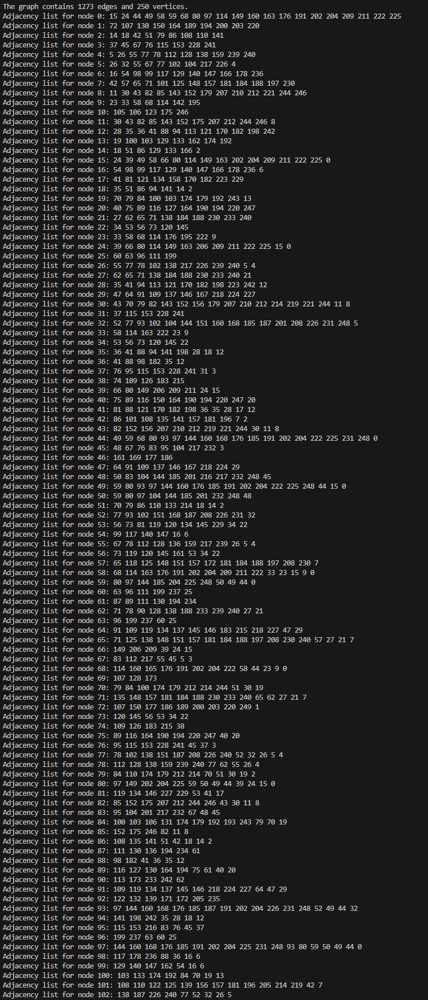 The graph contains 1273 edges and 250 vertices.
Adjacency list for node 0: 15 24 44 49 58 59 68 80 97 114 149 160 163 176 191 202 204 209 211 222 225
Adjacency list for node 1: 72 107 130 150 164 189 194 200 203 220
Adjacency list for node 2: 14 18 42 51 79 86 108 110 141
Adjacency list for node 3: 37 45 67 76 115 153 228 241
Adjacency list for node 4: 5 26 55 77 78 112 128 138 159 239 240
Adjacency list for node 5: 26 32 55 67 77 102 104 217 226 4
Adjacency list for node 6: 16 54 98 99 117 129 140 147 166 178 236
Adjacency list for node 7: 42 57 65 71 101 125 148 157 181 184 188 197 230
Adjacency list for node 8: 11 30 43 82 85 143 152 179 207 210 212 221 244 246
Adjacency list for node 9: 23 33 58 68 114 142 195
Adjacency list for node 10: 105 106 123 175 246
Adjacency list for node 11: 30 43 82 85 143 152 175 207 212 244 246 8
Adjacency list for node 12: 28 35 36 41 88 94 113 121 170 182 198 242
Adjacency list for node 13: 19 100 103 129 133 162 174 192
Adjacency list for node 14: 18 51 86 129 133 166 2
Adjacency list for node 15: 24 39 49 58 66 80 114 149 163 202 204 209 211 222 225 0
Adjacency list for node 16: 54 98 99 117 129 140 147 166 178 236 6
Adjacency list for node 17: 41 81 121 134 158 170 182 223 229
Adjacency list for node 18: 35 51 86 94 141 14 2
Adjacency list for node 19: 70 79 84 100 103 174 179 192 243 13
Adjacency list for node 20: 40 75 89 116 127 164 190 194 220 247
Adjacency list for node 21: 27 62 65 71 138 184 188 230 233 240
Adjacency list for node 22: 34 53 56 73 120 145
Adjacency list for node 23: 33 58 68 114 176 195 222 9
Adjacency list for node 24: 39 66 80 114 149 163 206 209 211 222 225 15 0
Adjacency list for node 25: 60 63 96 111 199
Adjacency list for node 26: 55 77 78 102 138 217 226 239 240 5 4
Adjacency list for node 27: 62 65 71 138 184 188 230 233 240 21
Adjacency list for node 28: 35 41 94 113 121 170 182 198 223 242 12
Adjacency list for node 29: 47 64 91 109 137 146 167 218 224 227
Adjacency list for node 30: 43 70 79 82 143 152 156 179 207 210 212 214 219 221 244 11 8
Adjacency list for node 31: 37 115 153 228 241
Adjacency list for node 32: 52 77 93 102 104 144 151 160 168 185 187 201 208 226 231 248 5
Adjacency list for node 33: 58 114 163 222 23 9
Adjacency list for node 34: 53 56 73 120 145 22
Adjacency list for node 35: 36 41 88 94 141 198 28 18 12
Adjacency list for node 36: 41 88 98 182 35 12
Adjacency list for node 37: 76 95 115 153 228 241 31 3
Adjacency list for node 38: 74 109 126 183 215
Adjacency list for node 39: 66 80 149 206 209 211 24 15
Adjacency list for node 40: 75 89 116 150 164 190 194 220 247 20
Adjacency list for node 41: 81 88 121 170 182 198 36 35 28 17 12
Adjacency list for node 42: 86 101 108 135 141 157 181 196 7 2
Adjacency list for node 43: 82 152 156 207 210 212 219 221 244 30 11 8
Adjacency list for node 44: 49 59 68 80 93 97 144 160 168 176 185 191 202 204 222 225 231 248 0
Adjacency list for node 45: 48 67 76 83 95 104 217 232 3
Adjacency list for node 46: 161 169 177 186
Adjacency list for node 47: 64 91 109 137 146 167 218 224 29
Adjacency list for node 48: 50 83 104 144 185 201 216 217 232 248 45
Adjacency list for node 49: 59 80 93 97 144 160 176 185 191 202 204 222 225 248 44 15 0
Adjacency list for node 50: 59 80 97 104 144 185 201 232 248 48
Adjacency list for node 51: 70 79 86 110 133 214 18 14 2
Adjacency list for node 52: 77 93 102 151 168 187 208 226 231 32
Adjacency list for node 53: 56 73 81 119 120 134 145 229 34 22
Adjacency list for node 54: 99 117 140 147 16 6
Adjacency list for node 55: 67 78 112 128 136 159 217 239 26 5 4
Adjacency list for node 56: 73 119 120 145 161 53 34 22
Adjacency list for node 57: 65 118 125 148 151 157 172 181 184 188 197 208 230 7
Adjacency list for node 58: 68 114 163 176 191 202 204 209 211 222 33 23 15 9 0
Adjacency list for node 59: 80 97 144 185 204 225 248 50 49 44 0
Adjacency list for node 60: 63 96 111 199 237 25
Adjacency list for node 61: 87 89 111 130 194 234
Adjacency list for node 62: 71 78 90 128 138 188 233 239 240 27 21
Adjacency list for node 63: 96 199 237 60 25
Adjacency list for node 64: 91 109 119 134 137 145 146 183 215 218 227 47 29
Adjacency list for node 65: 71 125 138 148 151 157 181 184 188 197 208 230 240 57 27 21 7
Adjacency list for node 66: 149 206 209 39 24 15
Adjacency list for node 67: 83 112 217 55 45 5 3
Adjacency list for node 68: 114 160 165 176 191 202 204 222 58 44 23 9 0
Adjacency list for node 69: 107 128 173
Adjacency list for node 70: 79 84 100 174 179 212 214 244 51 30 19
Adjacency list for node 71: 135 148 157 181 184 188 230 233 240 65 62 27 21 7
Adjacency list for node 72: 107 150 177 186 189 200 203 220 249 1
Adjacency list for node 73: 120 145 56 53 34 22
Adjacency list for node 74: 109 126 183 215 38
Adjacency list for node 75: 89 116 164 190 194 220 247 40 20
Adjacency list for node 76: 95 115 153 228 241 45 37 3
Adjacency list for node 77: 78 102 138 151 187 208 226 240 52 32 26 5 4
Adjacency list for node 78: 112 128 138 159 239 240 77 62 55 26 4
Adjacency list for node 79: 84 110 174 179 212 214 70 51 30 19 2
Adjacency list for node 80: 97 149 202 204 225 59 50 49 44 39 24 15 0
Adjacency list for node 81: 119 134 146 227 229 53 41 17
Adjacency list for node 82: 85 152 175 207 212 244 246 43 30 11 8
Adjacency list for node 83: 95 104 201 217 232 67 48 45
Adjacency list for node 84: 100 103 106 131 174 179 192 193 243 79 70 19
Adjacency list for node 85: 152 175 246 82 11 8
Adjacency list for node 86: 108 135 141 51 42 18 14 2
Adjacency list for node 87: 111 130 136 194 234 61
Adjacency list for node 88: 98 182 41 36 35 12
Adjacency list for node 89: 116 127 130 164 194 75 61 40 20
Adjacency list for node 90: 113 173 233 242 62
Adjacency list for node 91: 109 119 134 137 145 146 218 224 227 64 47 29
Adjacency list for node 92: 122 132 139 171 172 205 235
Adjacency list for node 93: 97 144 160 168 176 185 187 191 202 204 226 231 248 52 49 44 32
Adjacency list for node 94: 141 198 242 35 28 18 12
Adjacency list for node 95: 115 153 216 83 76 45 37
Adjacency list for node 96: 199 237 63 60 25
Adjacency list for node 97: 144 160 168 176 185 191 202 204 225 231 248 93 80 59 50 49 44 0
Adjacency list for node 98: 117 178 236 88 36 16 6
Adjacency list for node 99: 129 140 147 162 54 16 6
Adjacency list for node 100: 103 133 174 192 84 70 19 13
Adjacency list for node 101: 108 110 122 125 139 156 157 181 196 205 214 219 42 7
Adjacency list for node 102: 138 187 226 240 77 52 32 26 5